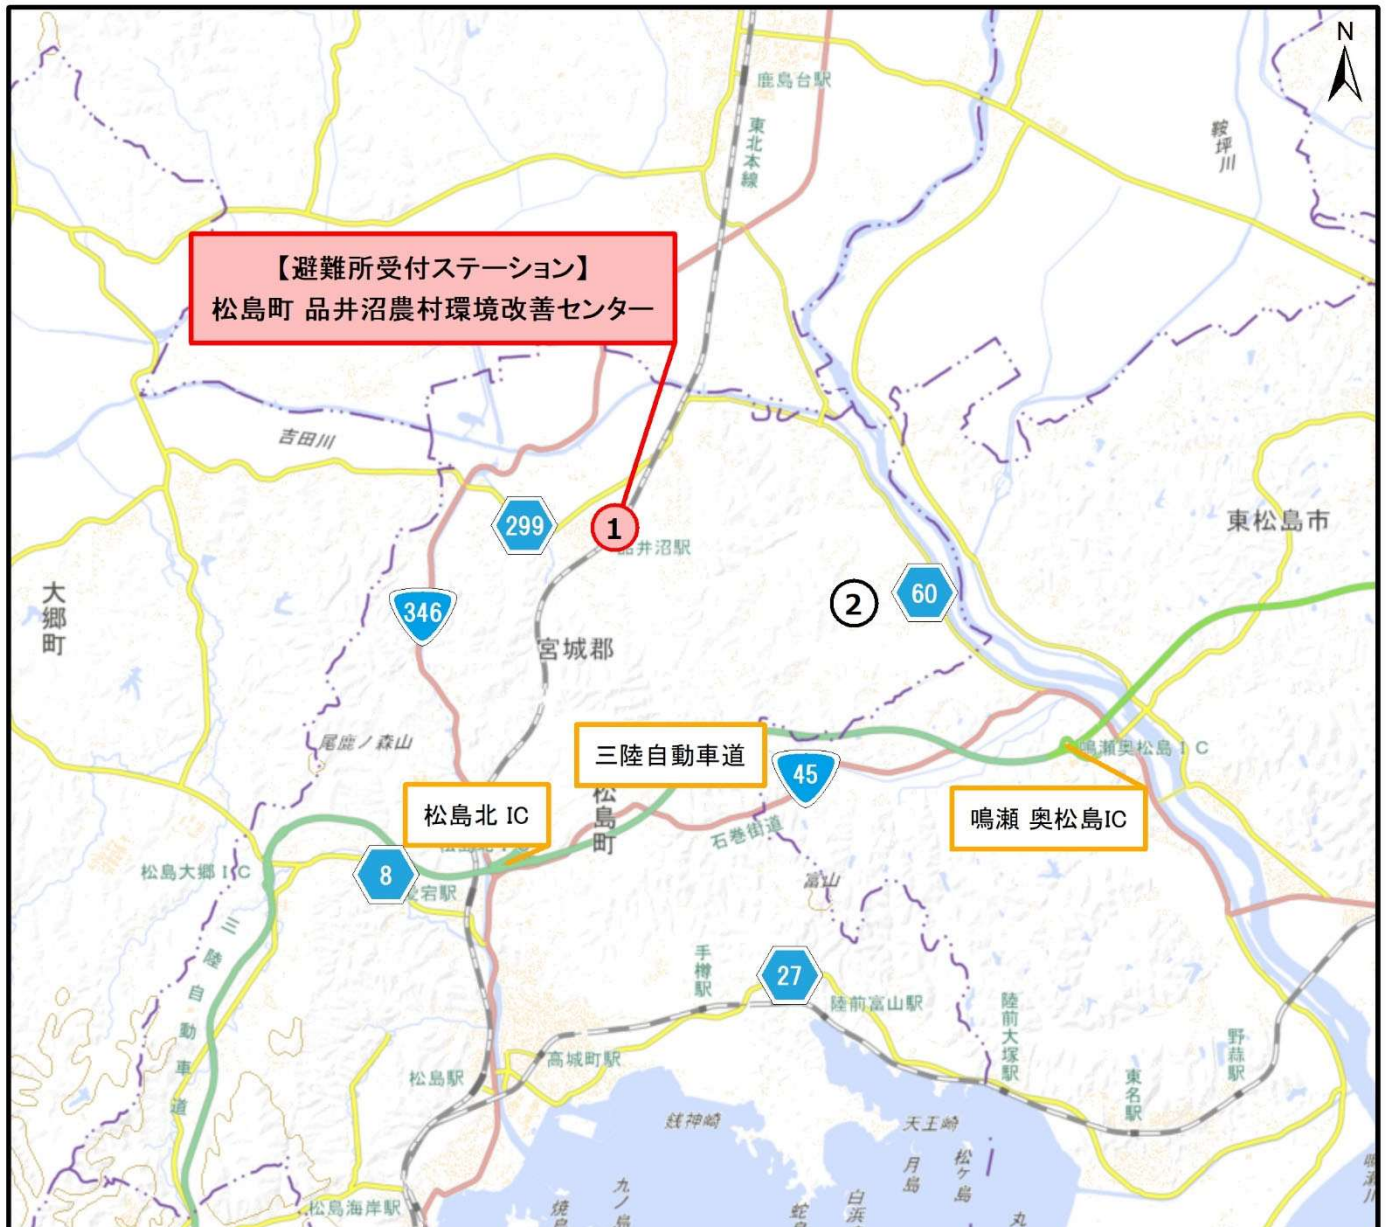 N
鹿島台駅
東北本線
鞍坪川
【避難所受付ステーション】
松島町 品井沼農村環境改善センター
吉田川
299
1
品井沼駅
東松島市
大郷町
346
2
60
宮城郡
尾鹿ノ森山
三陸自動車道
鳴瀬奥松島IC
45
松島北 IC
松島町
鳴瀬 奥松島IC
石巻街道
松島大郷IC
8
愛宕駅
富山
三陸自動車道
手樽駅
27
陸前富山駅
陸前大塚駅
野蒜駅
高城町駅
松島駅
東名駅
銭神崎
天王崎
月島
松ケ島
九ノ島
白浜
松島海岸駅